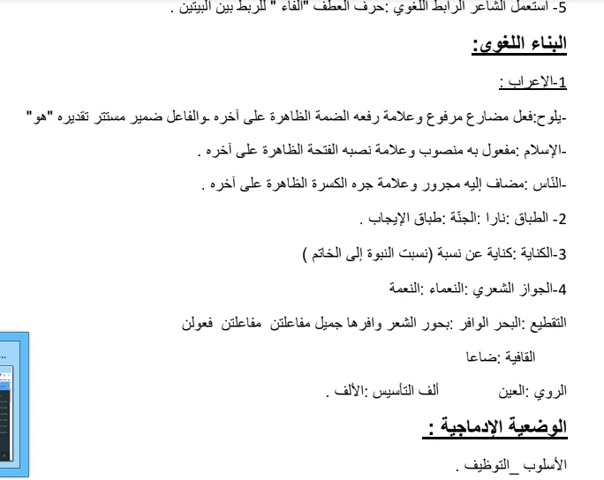 5- استعمل الشاعر الرابط اللغوي :حرف العطف "الفاء " للربط بين البيتين .
البناء اللغوي:
1-الاعراب :
-يلوح:فعل مضارع مرفوع وعلامة رفعه الضمة الظاهرة على آخره .والفاعل ضمير مستتر تقديره "هو"
-الإسلام :مفعول به منصوب وعلامة نصبه الفتحة الظاهرة على آخره .
-النّاس :مضاف إليه مجرور وعلامة جره الكسرة الظاهرة على آخره .
2- الطباق :نارا :الجنّة :طباق الإيجاب .
3-الكناية :كناية عن نسبة (نسبت النبوة إلى الخاتم )
4-الجواز الشعري :النعماء :النعمة
التقطيع :البحر الوافر :بحور الشعر وافرها جميل مفاعلتن مفاعلتن فعولن
القافية :ضاعا
الروي :العين ألف التأسيس :الألف .
الوضعية الإدماجية :
الأسلوب _التوظيف .